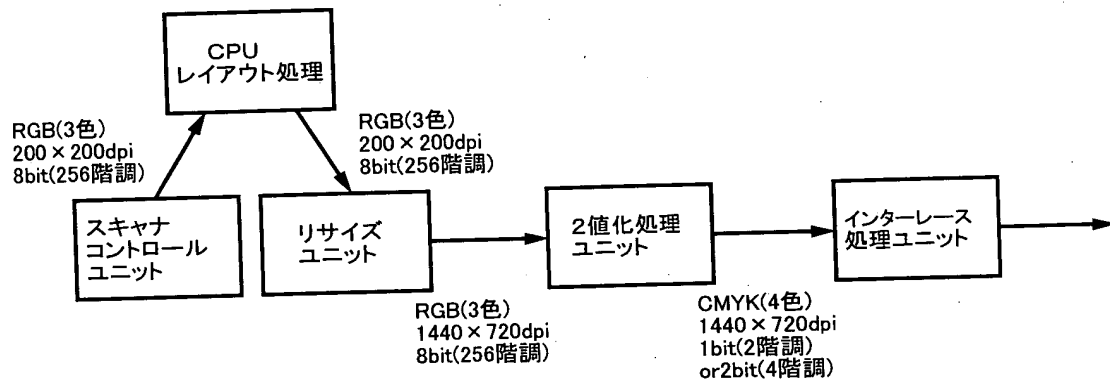 CPU
レイアウト処理
RGB(3色)
200×200dpi
8bit(256階調)
RGB(3色)
200×200dpi
8bit(256階調)
スキャナ
コントロール
ユニット
リサイズ
ユニット
2値化処理
ユニット
インターレース
処理ユニット
RGB(3色)
1440×720dpi
8bit(256階調)
CMYK(4色)
1440×720dpi
1bit(2階調)
or2bit(4階調)